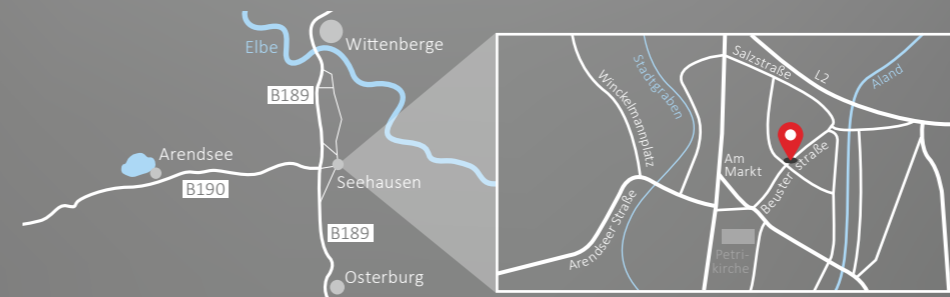 Elbe
Wittenberge
B189
Arendsee
B190
Seehausen
B189
Osterburg
Winckelmannplatz
Stadtgraben
Salzstraße
L2
Aland
Am
Markt
Beusterstraße
Arendseer Straße
Petri-
kirche